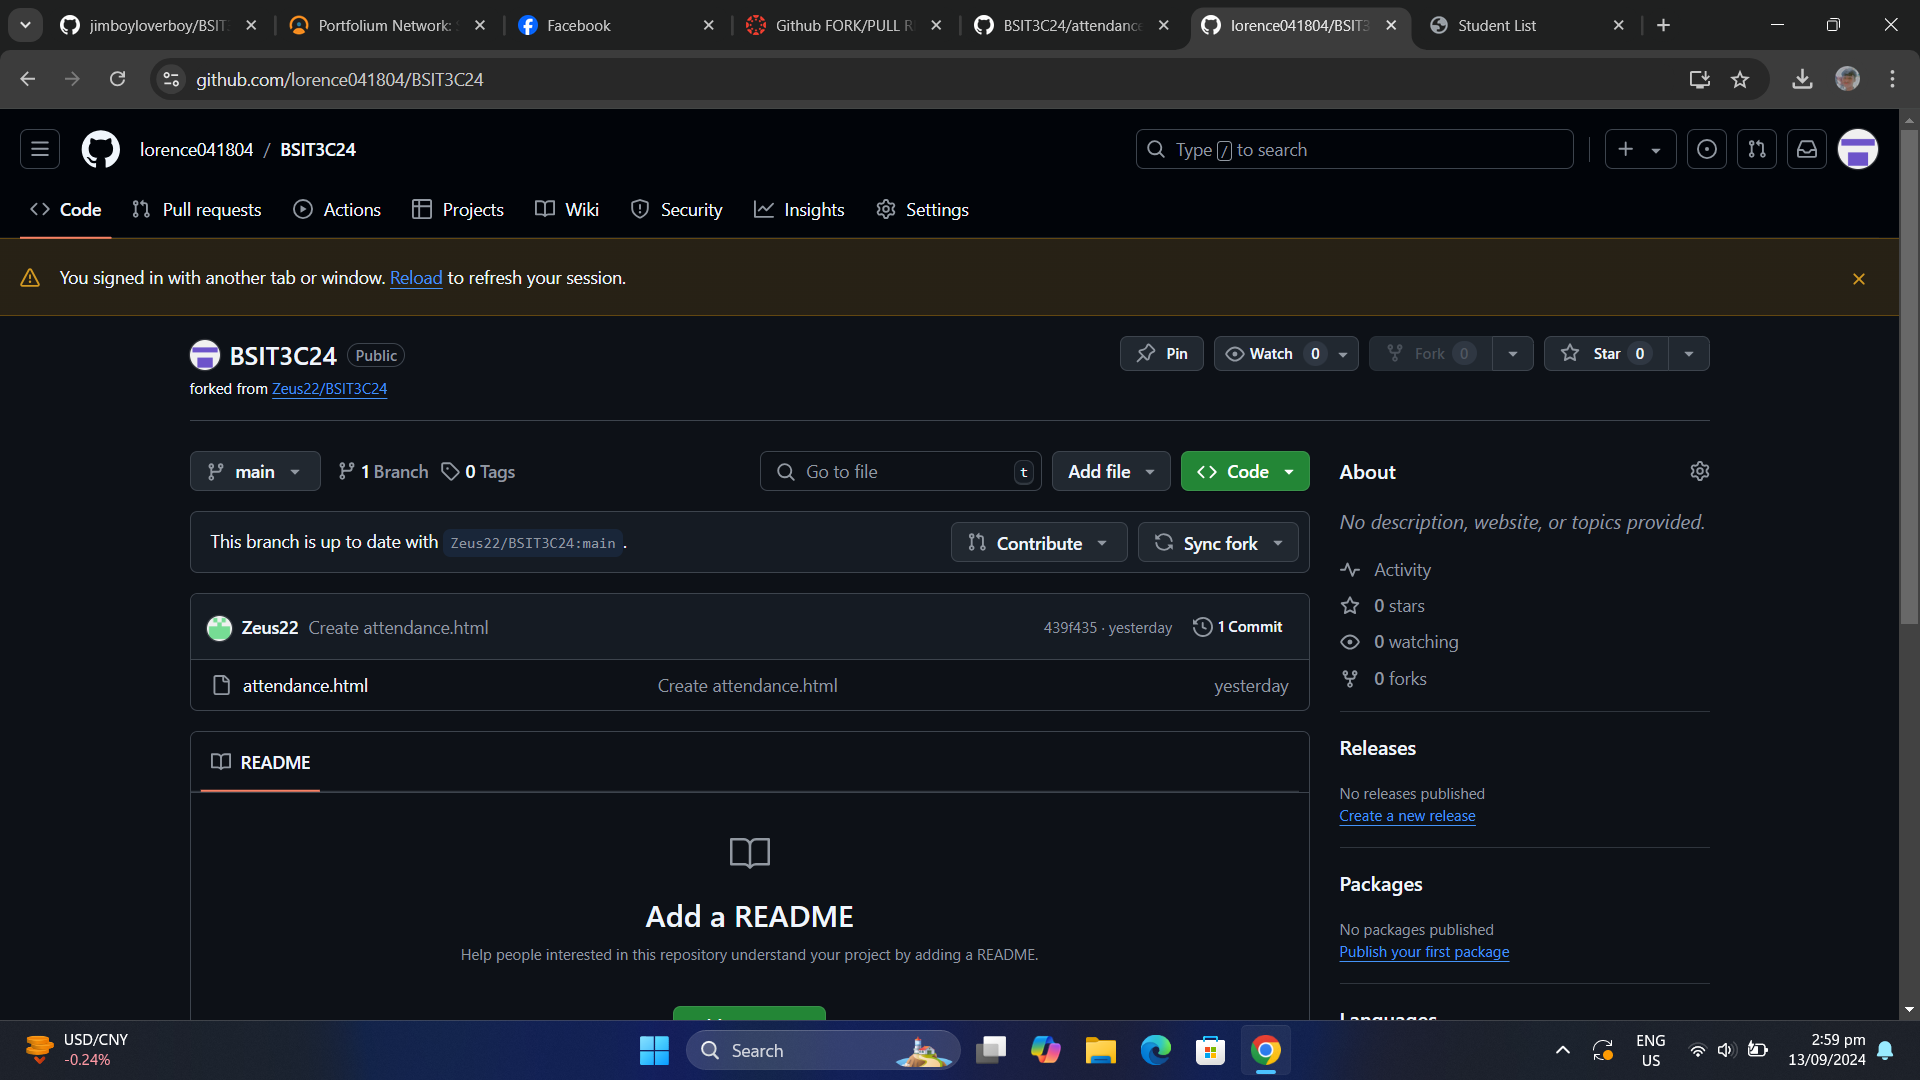 jimboyloverboy/BSIT
Portfolium Network:
Facebook
Github FORK/PULL R
BSIT3C24/attendanc
lorence041804/BSIT3
Student List
github.com/lorence041804/BSIT3C24
lorence041804 / BSIT3C24
Type / to search
Code
Pull requests
Actions
Projects
Wiki
Security
Insights
Settings
You signed in with another tab or window. Reload to refresh your session.
BSIT3C24 Public
forked from Zeus22/BSIT3C24
Pin
Watch 0
Fork 0
Star 0
main
1 Branch
0 Tags
Go to file
t
Add file
Code
This branch is up to date with Zeus22/BSIT3C24:main .
Contribute
Sync fork
Zeus22 Create attendance.html
439f435 · yesterday
1 Commit
attendance.html
Create attendance.html
yesterday
README
Add a README
Help people interested in this repository understand your project by adding a README.
About
No description, website, or topics provided.
Activity
0 stars
0 watching
0 forks
Releases
No releases published
Create a new release
Packages
No packages published
Publish your first package
Languages
USD/CNY
-0.24%
Search
ENG
US
2:59 pm
13/09/2024